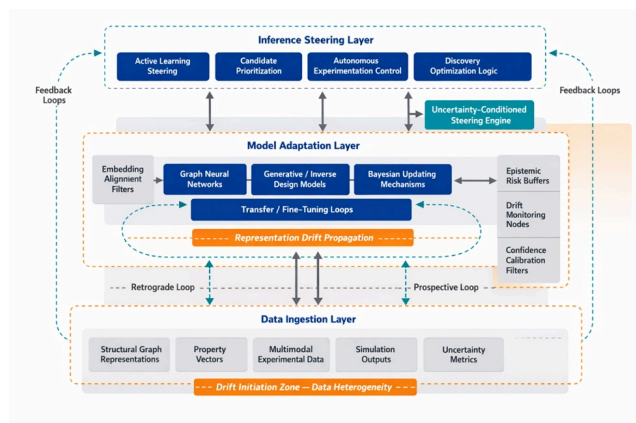 Inference Steering Layer
Active Learning
Steering
Candidate
Prioritization
Autonomous
Experimentation Control
Discovery
Optimization Logic
Feedback
Loops
Feedback Loops
Uncertainty-Conditioned
Steering Engine
Model Adaptation Layer
Embedding
Alignment
Filters
Graph Neural
Networks
Generative / Inverse
Design Models
Bayesian Updating
Mechanisms
Epistemic
Risk Buffers
Transfer / Fine-Tuning Loops
Drift
Monitoring
Nodes
Representation Drift Propagation
Confidence
Calibration
Filters
Retrograde Loop
Prospective Loop
Data Ingestion Layer
Structural Graph
Representations
Property
Vectors
Multimodal
Experimental Data
Simulation
Outputs
Uncertainty
Metrics
Drift Initiation Zone — Data Heterogeneity